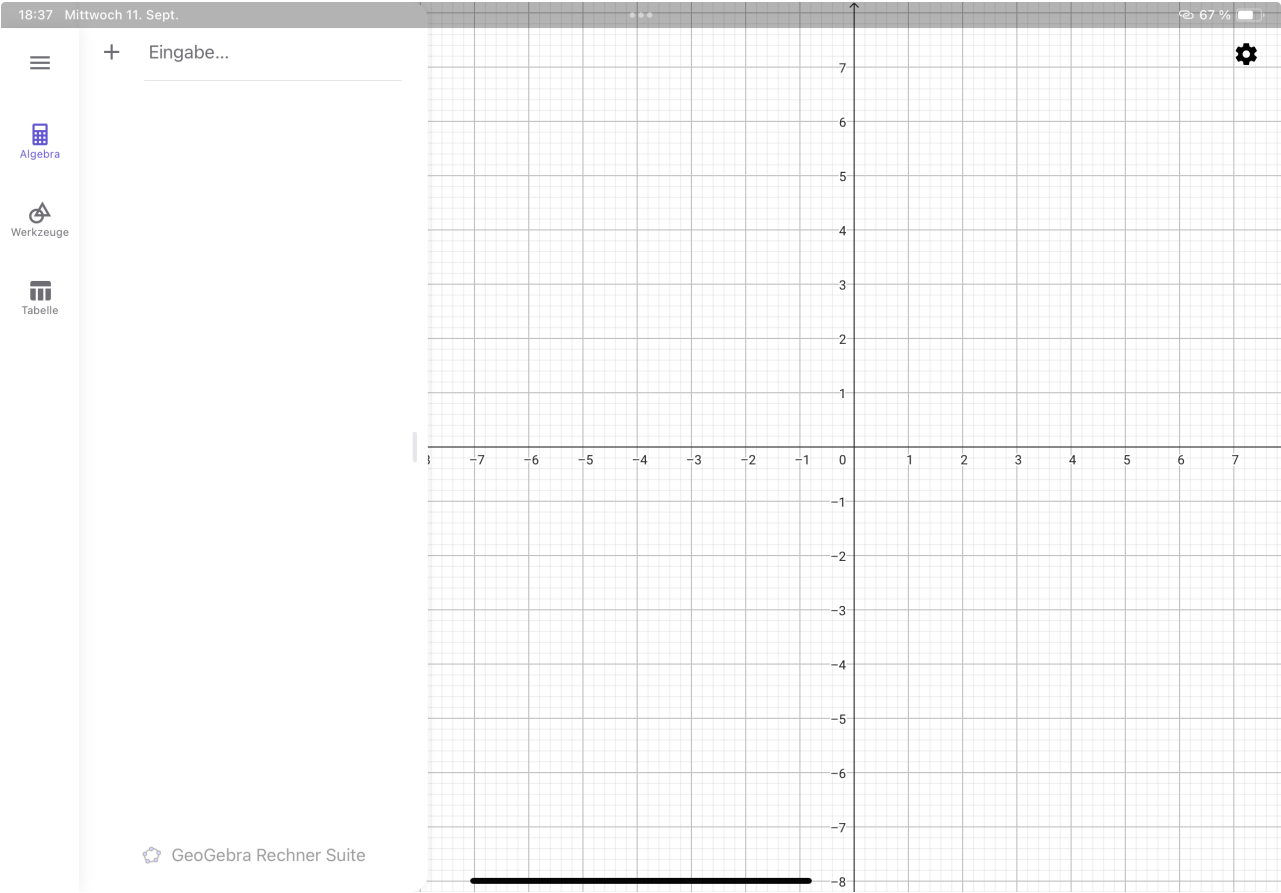 18:37 Mittwoch 11. Sept.
67 %
Eingabe...
Algebra
Werkzeuge
Tabelle
7
6
5
4
3
2
1
−7 −6 −5 −4 −3 −2 −1 0 1 2 3 4 5 6 7
−1
−2
−3
−4
−5
−6
−7
−8
GeoGebra Rechner Suite